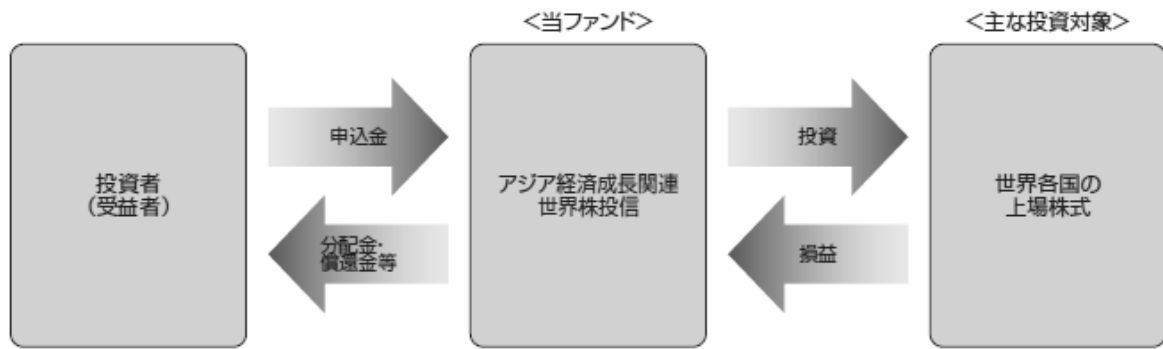 ＜当ファンド＞
＜主な投資対象＞
投資者
（受益者）
申込金
分配金・
償還金等
アジア経済成長関連
世界株投信
投資
損益
世界各国の
上場株式